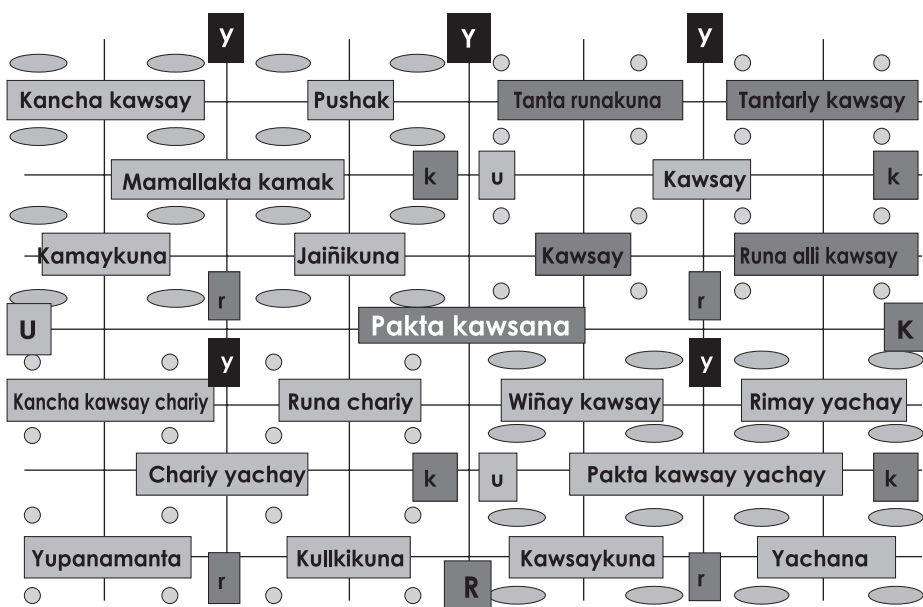 y Y y
Kancha kawsay Pushak Tanta runakuna Tantarly kawsay
Mamallakta kamak k u Kawsay k
Kamaykuna Jaiñikuna Kawsay Runa alli kawsay
r r
U Pakta kawsana K
y y
Kancha kawsay chariy Runa chariy Wiñay kawsay Rimay yachay
Chariy yachay k u Pakta kawsay yachay k
Yupanamanta Kullkikuna Kawsaykuna Yachana
r R r